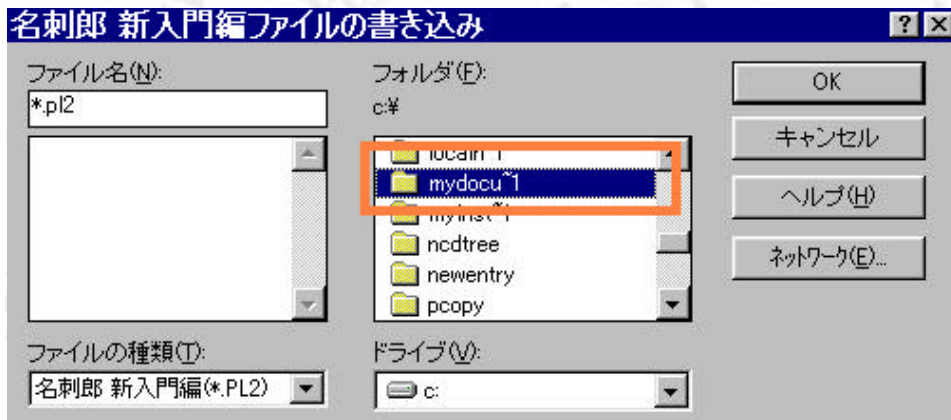 名刺郎 新入門編ファイルの書き込み
ファイル名(N):
*.pl2
フォルダ(F):
c:¥
mydocu~1
ncdtree
newentry
pcopy
OK
キャンセル
ヘルプ(H)
ネットワーク(E)...
ファイルの種類(T):
名刺郎 新入門編(*.PL2)
ドライブ(V):
c: